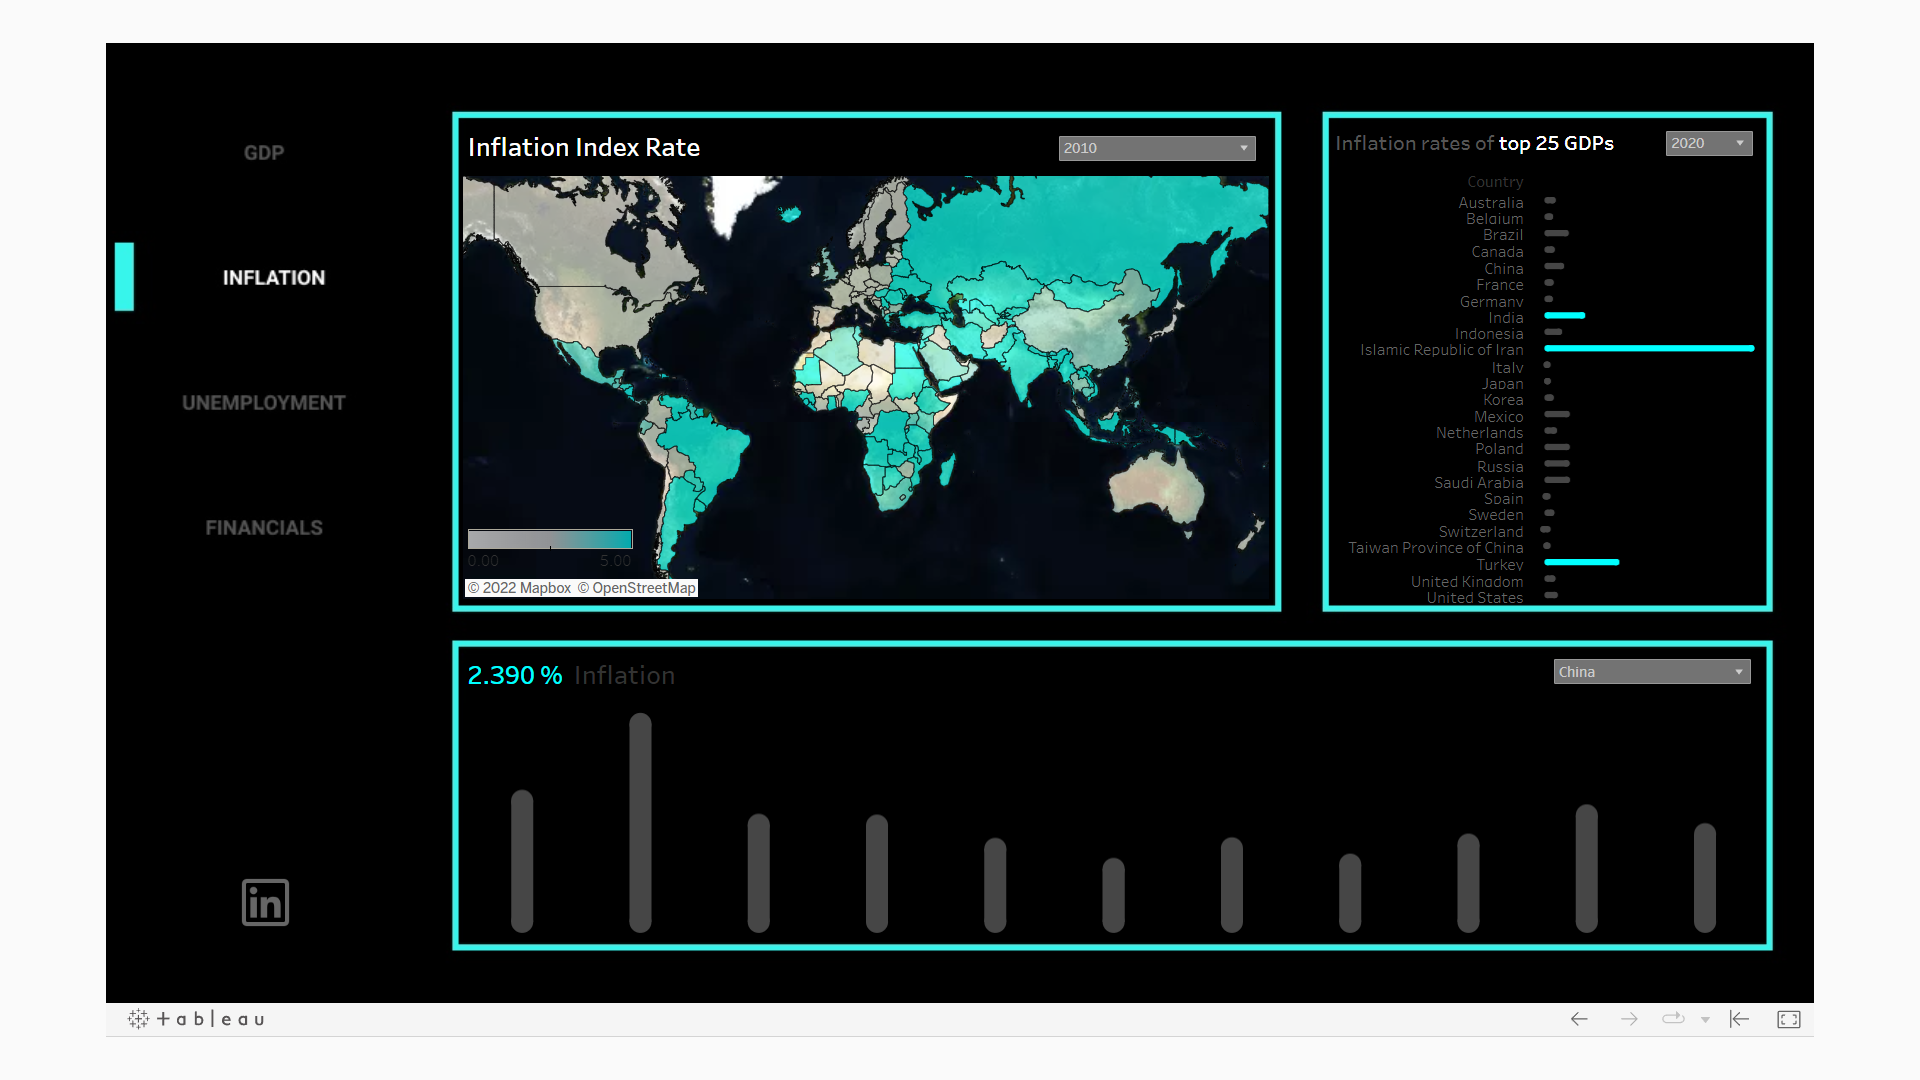 GDP
INFLATION
UNEMPLOYMENT
FINANCIALS
in
Inflation Index Rate
2010
0.00 5.00
© 2022 Mapbox © OpenStreetMap
Inflation rates of top 25 GDPs
2020
Country
Australia
Belgium
Brazil
Canada
China
France
Germany
India
Indonesia
Islamic Republic of Iran
Italy
Japan
Korea
Mexico
Netherlands
Poland
Russia
Saudi Arabia
Spain
Sweden
Switzerland
Taiwan Province of China
Turkey
United Kingdom
United States
2.390 % Inflation
China
+ a b l e a u